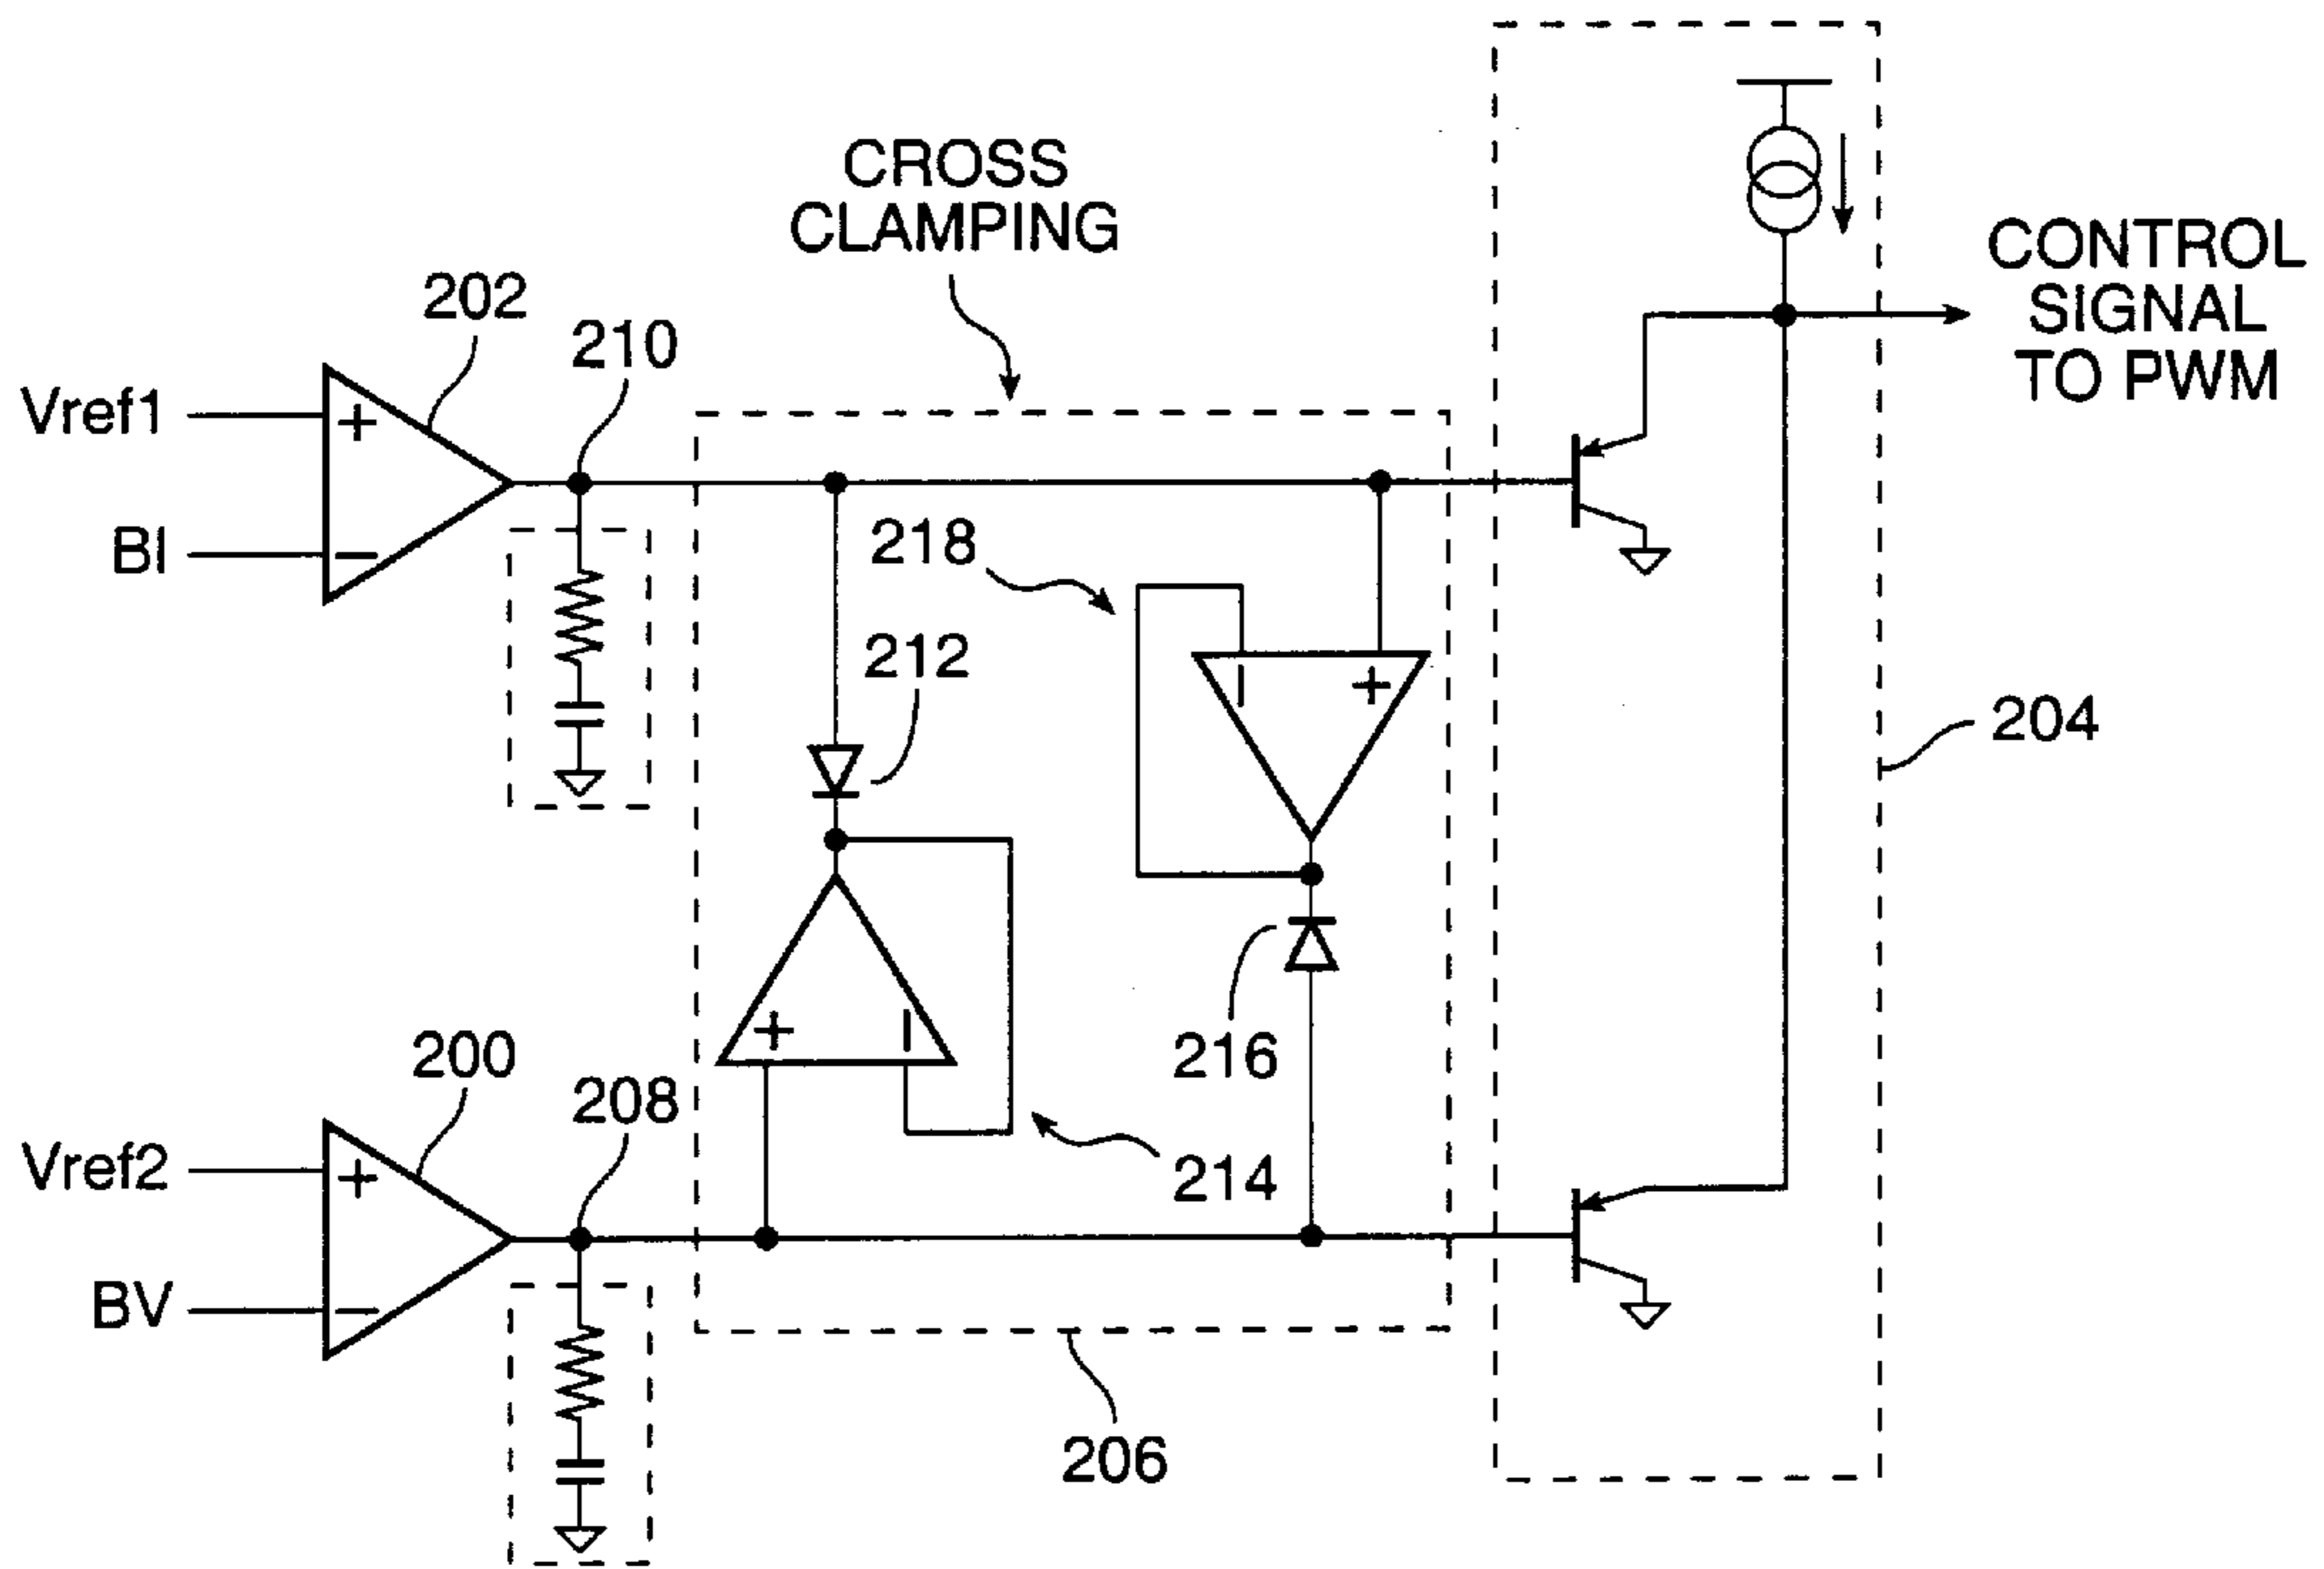 CROSS
CLAMPING
CONTROL
SIGNAL
TO PWM
202
210
Vref1
+
BI
−
218
212
204
+
−
216
+
−
200
208
214
Vref2
+
BV
−
206